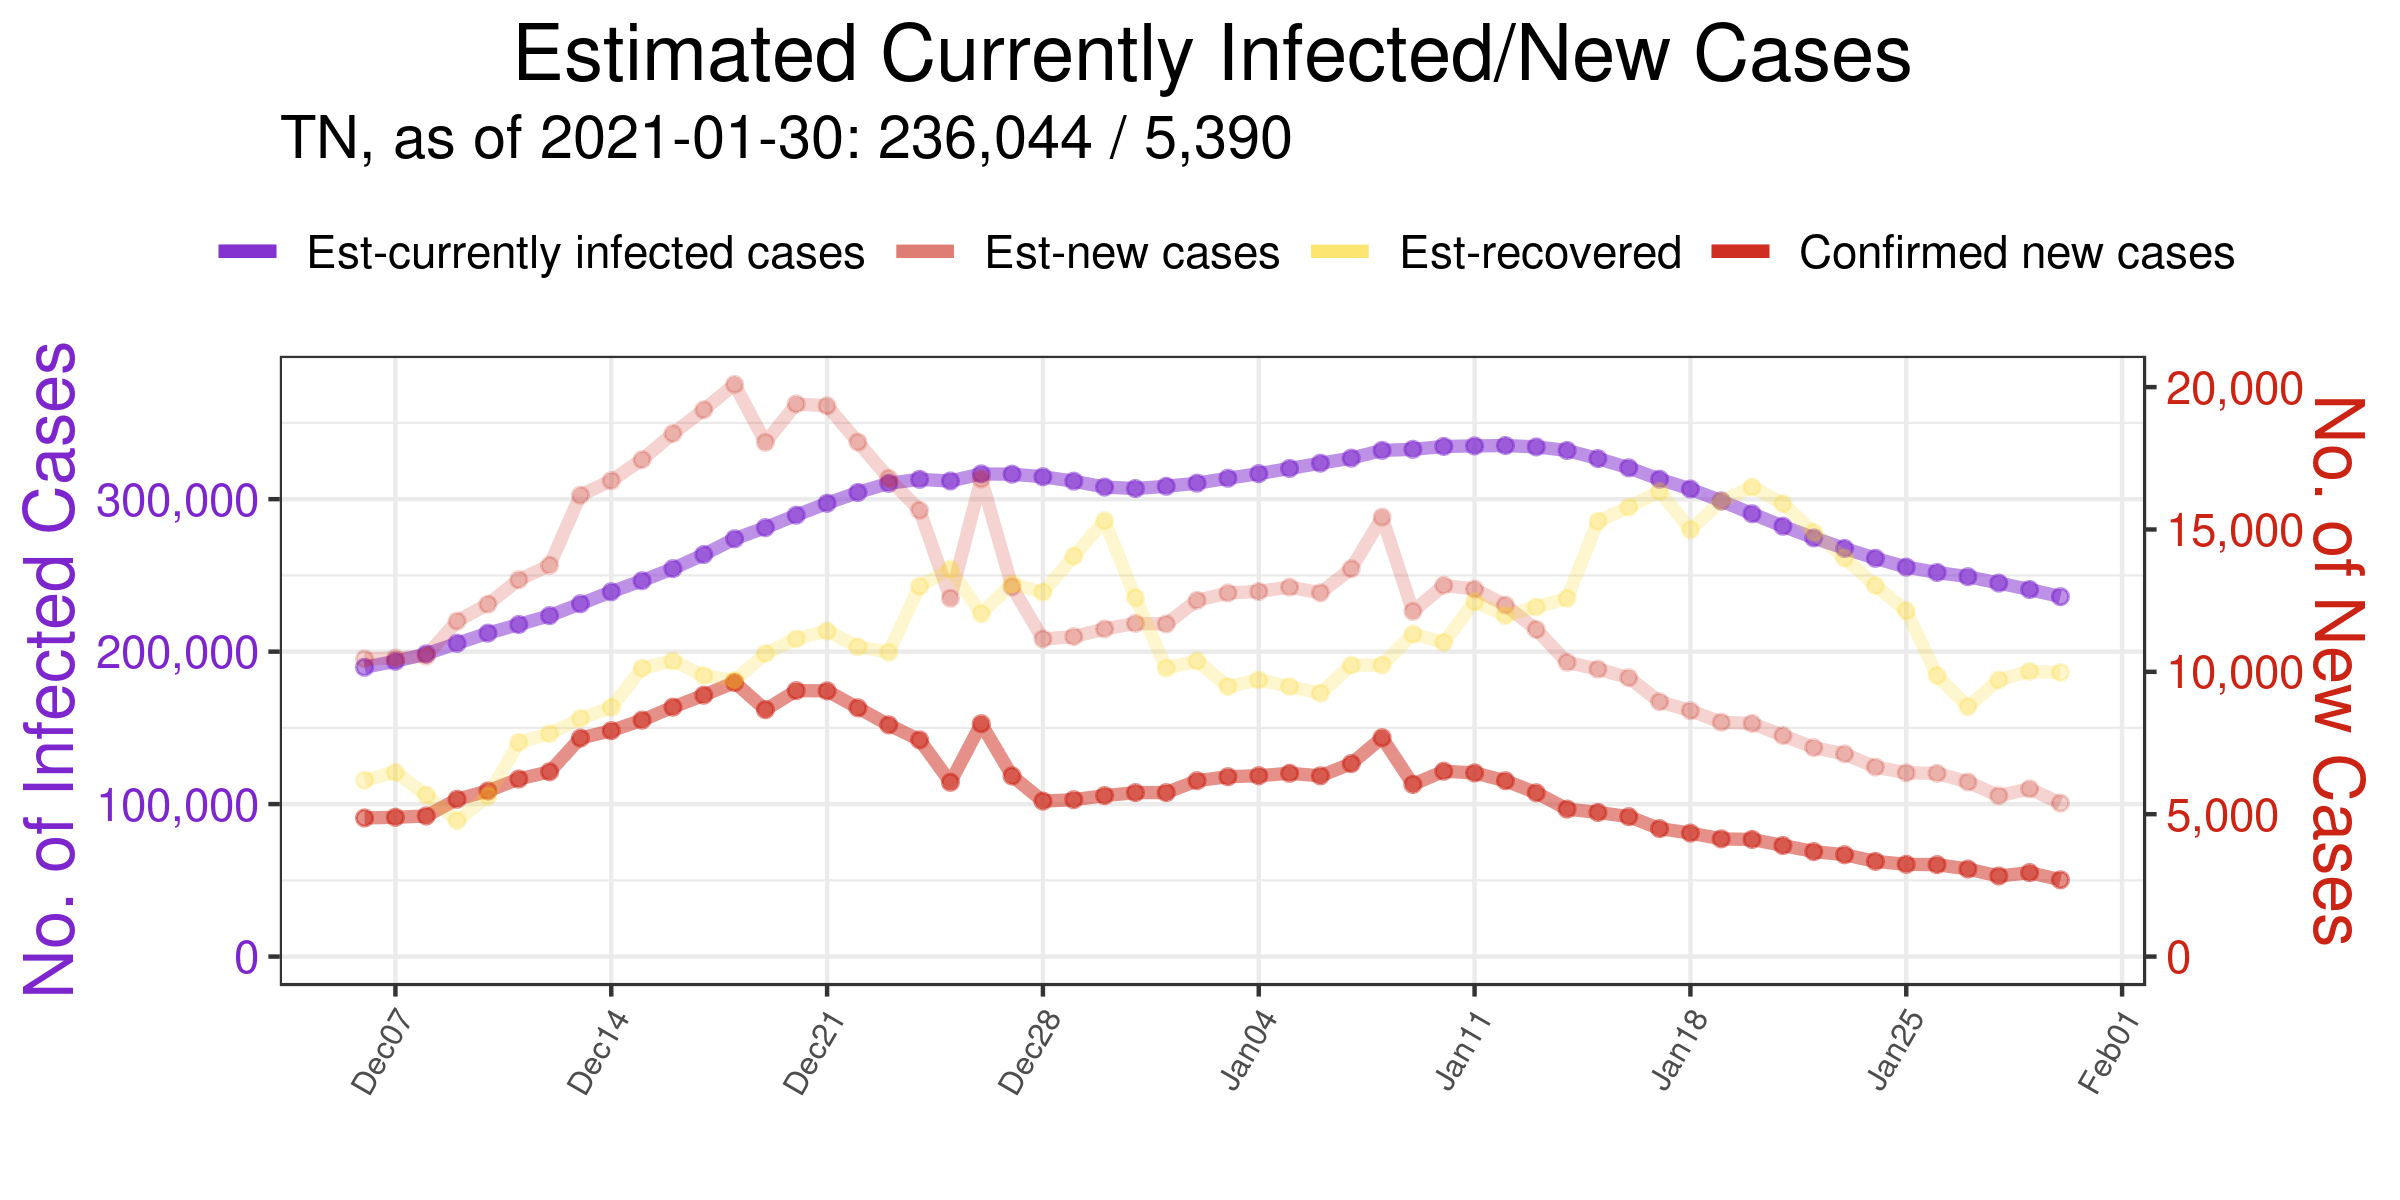 Estimated Currently Infected/New Cases
TN, as of 2021-01-30: 236,044 / 5,390
Est-currently infected cases Est-new cases Est-recovered Confirmed new cases
No. of Infected Cases
300,000
200,000
100,000
0
20,000
15,000
10,000
5,000
0
No. of New Cases
Dec07 Dec14 Dec21 Dec28 Jan04 Jan11 Jan18 Jan25 Feb01